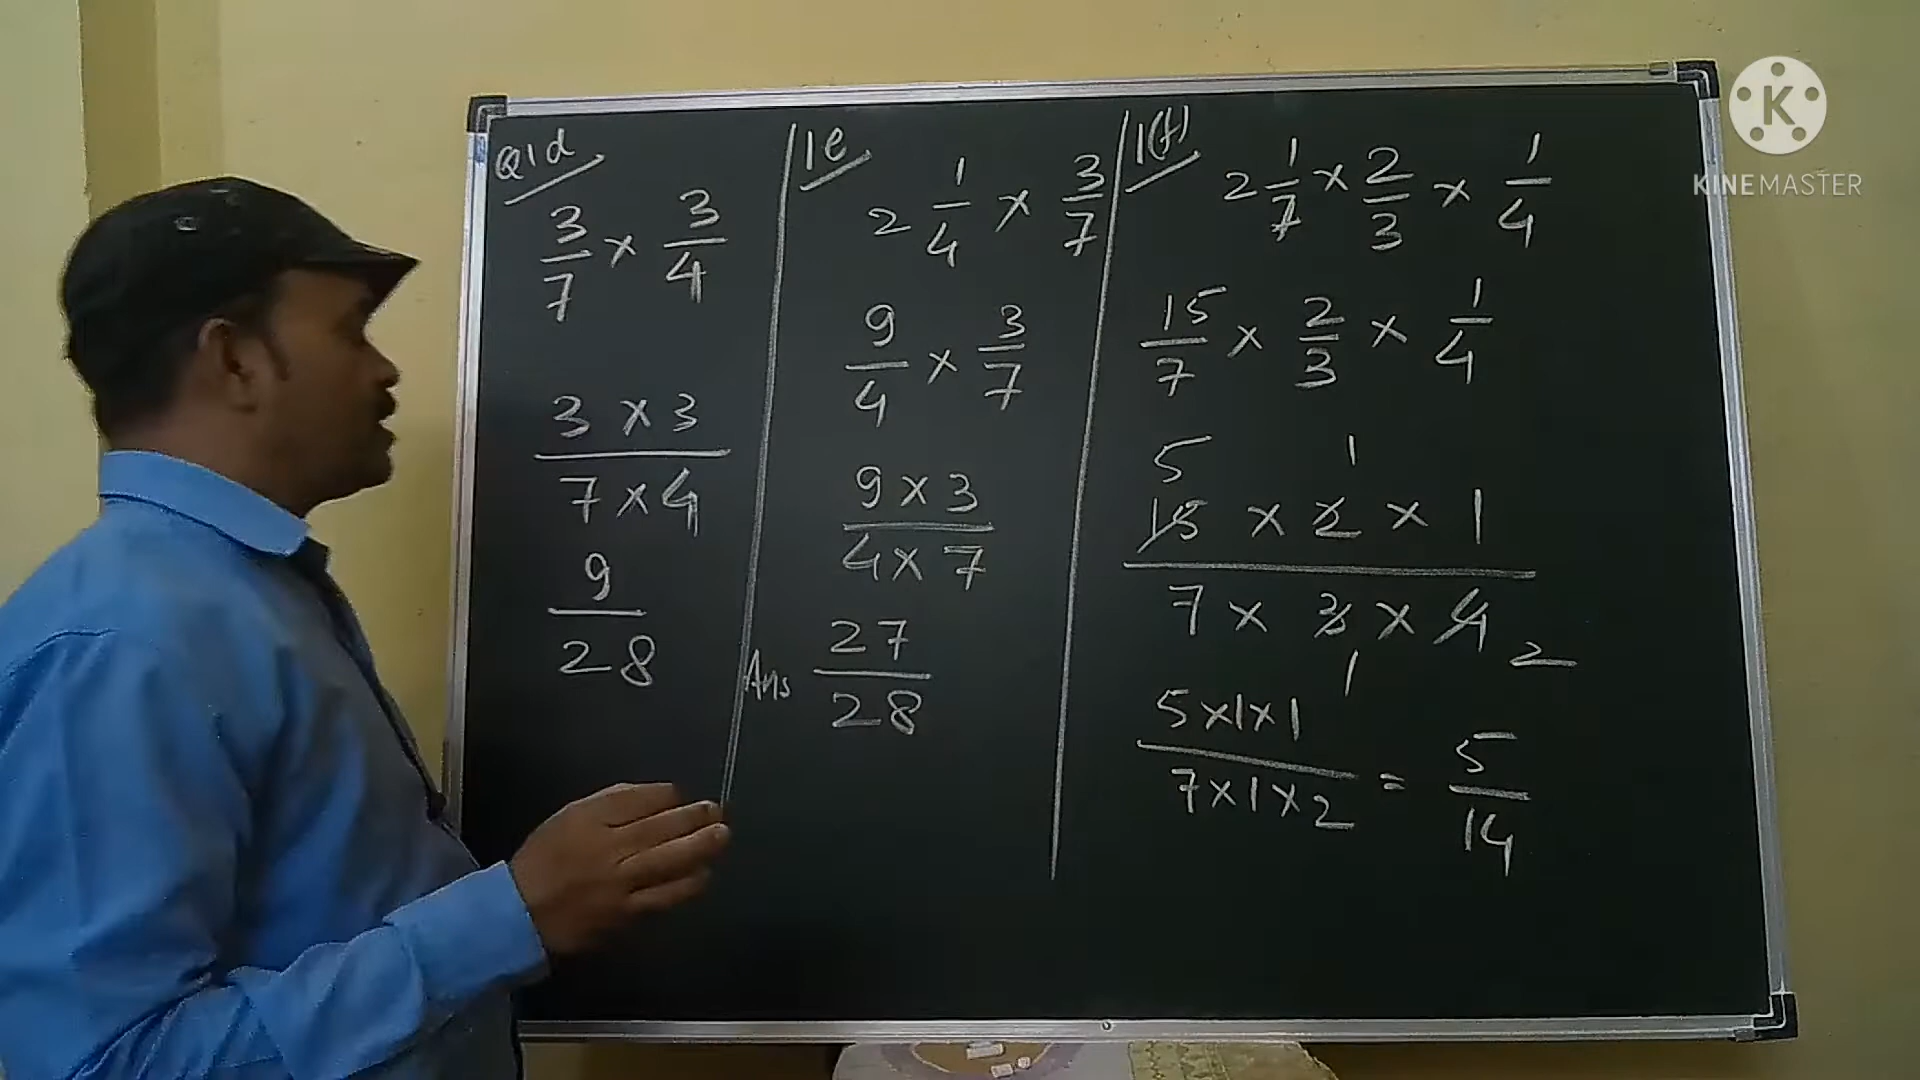 Q1d
3/7 × 3/4
3 × 3
7 × 4
9
28
1e
2 1/4 × 3/7
9/4 × 3/7
9 × 3
4 × 7
Ans 27/28
1(f)
2 1/7 × 2/3 × 1/4
15/7 × 2/3 × 1/4
5 1
15 × 2 × 1
7 × 3 × 4 2
1
5×1×1
7×1×2 = 5/14
KINEMASTER